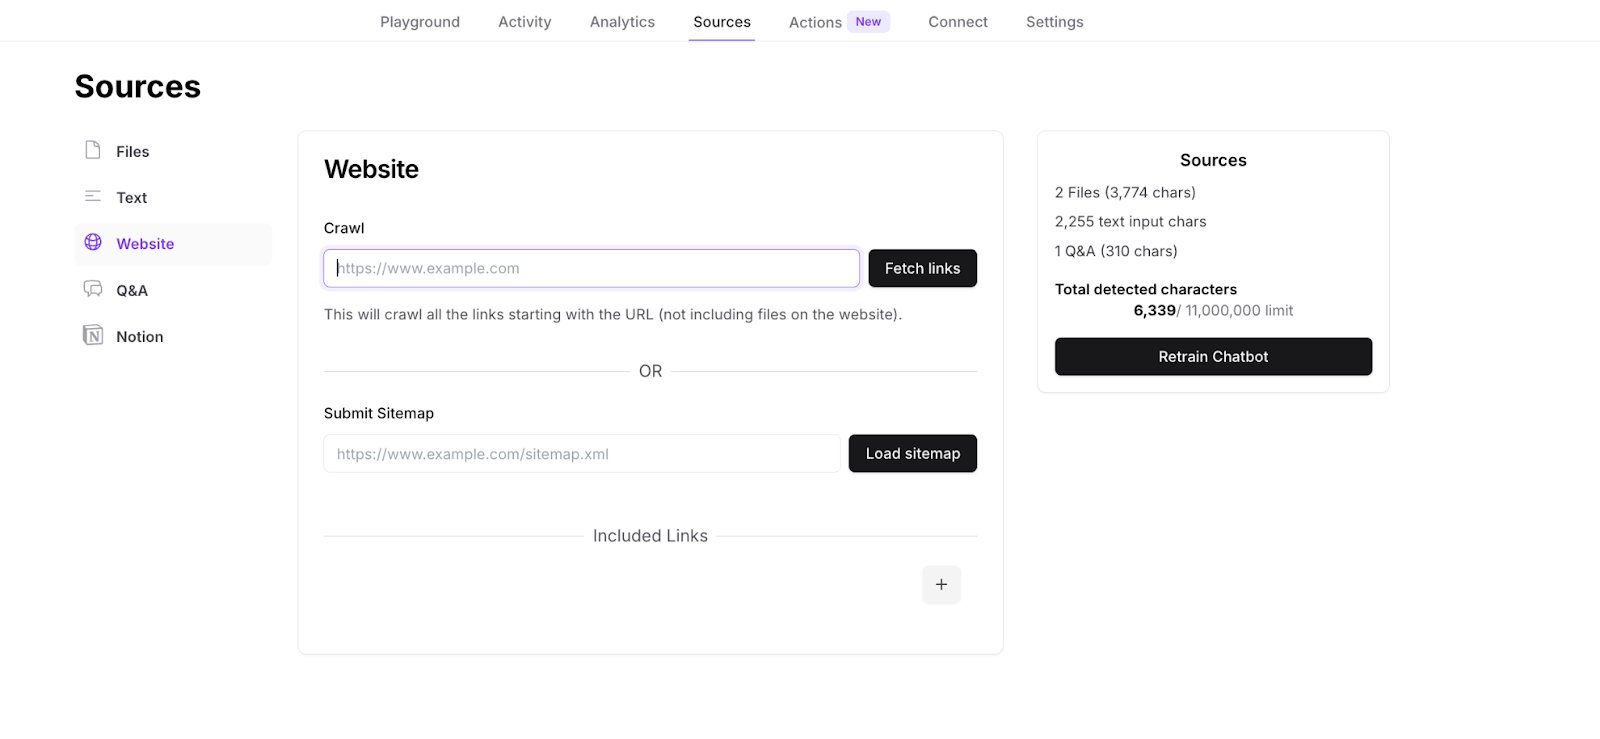 Playground Activity Analytics Sources Actions New Connect Settings
Sources
Files
Text
Website
Q&A
Notion
Website
Crawl
https://www.example.com
Fetch links
This will crawl all the links starting with the URL (not including files on the website).
OR
Submit Sitemap
https://www.example.com/sitemap.xml
Load sitemap
Included Links
+
Sources
2 Files (3,774 chars)
2,255 text input chars
1 Q&A (310 chars)
Total detected characters
6,339/ 11,000,000 limit
Retrain Chatbot